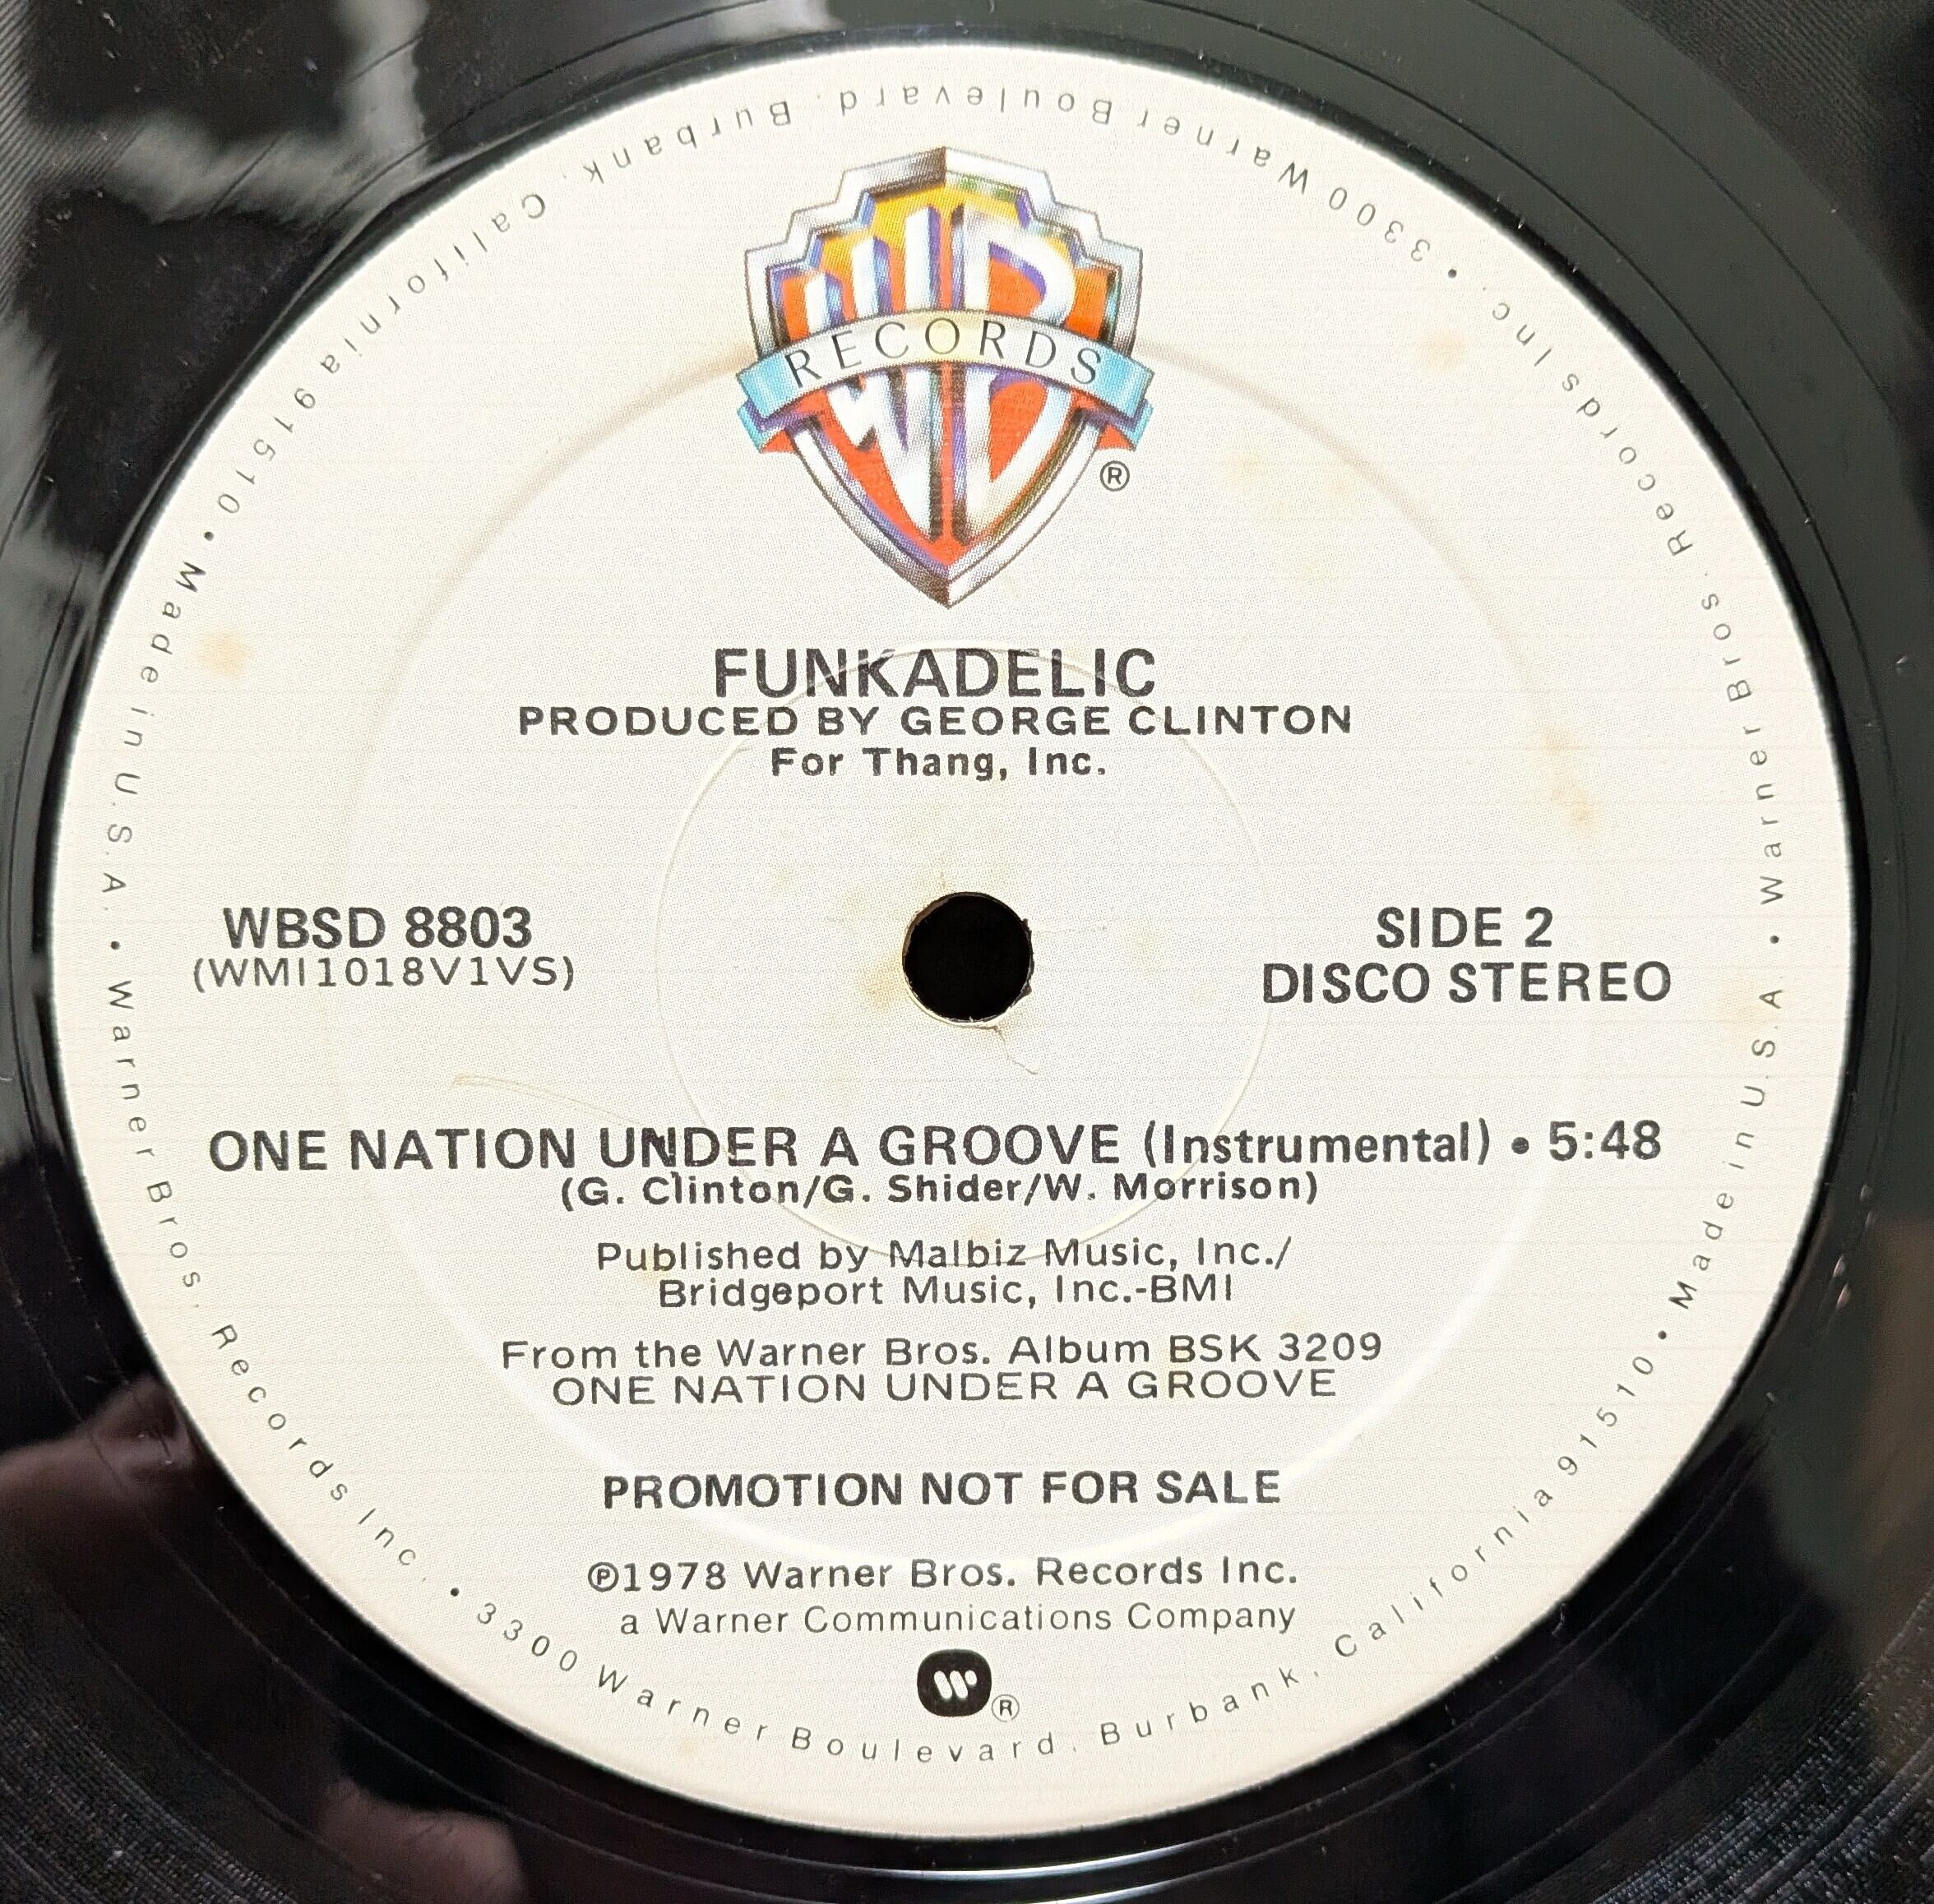 WB
RECORDS
®
FUNKADELIC
PRODUCED BY GEORGE CLINTON
For Thang, Inc.
WBSD 8803
(WMI1018V1VS)
SIDE 2
DISCO STEREO
ONE NATION UNDER A GROOVE (Instrumental) • 5:48
(G. Clinton/G. Shider/W. Morrison)
Published by Malbiz Music, Inc./
Bridgeport Music, Inc.-BMI
From the Warner Bros. Album BSK 3209
ONE NATION UNDER A GROOVE
PROMOTION NOT FOR SALE
℗1978 Warner Bros. Records Inc.
a Warner Communications Company
W ®
Warner Bros. Records Inc. • 3300 Warner Boulevard. Burbank. California 91510 • Made in U.S.A. • Warner Bros. Records Inc. • 3300 Warner Boulevard. Burbank. California 91510 • Made in U.S.A. •